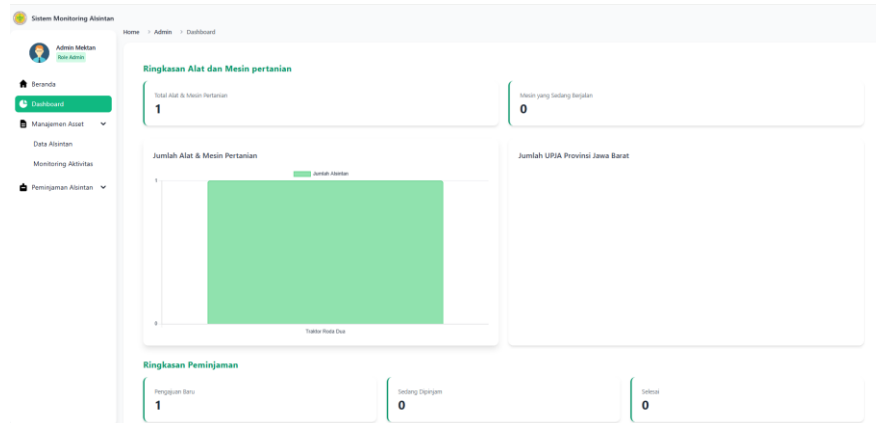 Sistem Monitoring Alsintan
Home > Admin > Dashboard
Admin Mektan
Role Admin
Beranda
Dashboard
Manajemen Asset
Data Alsintan
Monitoring Aktivitas
Peminjaman Alsintan
Ringkasan Alat dan Mesin pertanian
Total Alat & Mesin Pertanian
1
Mesin yang Sedang Berjalan
0
Jumlah Alat & Mesin Pertanian
Jumlah Alsintan
1
0
Traktor Roda Dua
Jumlah UPJA Provinsi Jawa Barat
Ringkasan Peminjaman
Pengajuan Baru
1
Sedang Dipinjam
0
Selesai
0